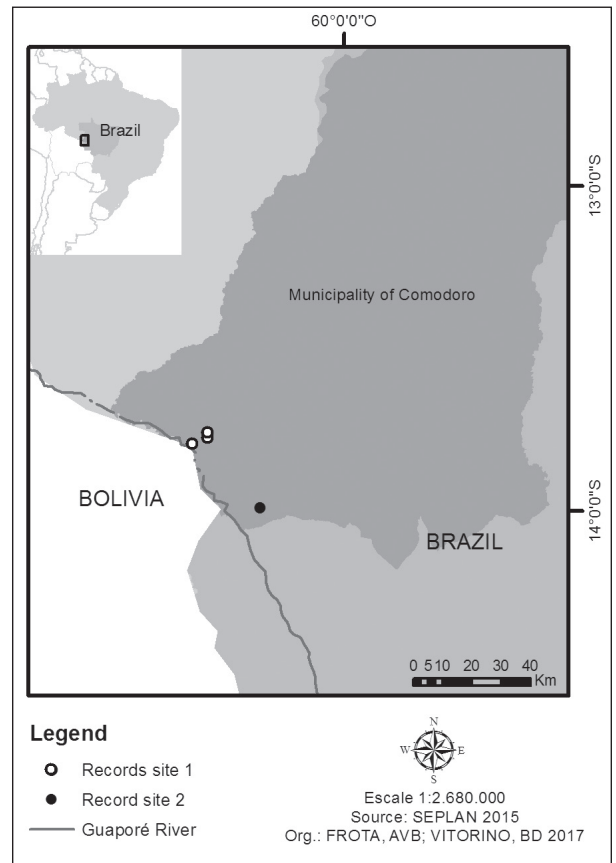 60°0'0"O
Brazil
13°0'0"S
Municipality of Comodoro
BOLIVIA
14°0'0"S
BRAZIL
0 5 10 20 30 40
Km
Legend
Records site 1
Record site 2
Guaporé River
N
W E
S
Escale 1:2.680.000
Source: SEPLAN 2015
Org.: FROTA, AVB; VITORINO, BD 2017